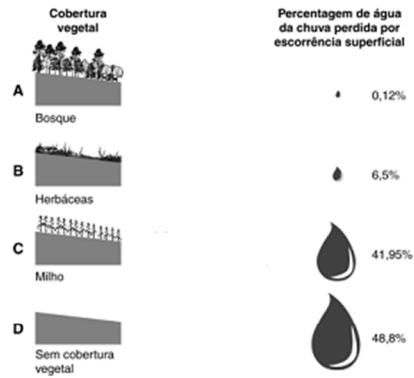 Cobertura
vegetal
Percentagem de água
da chuva perdida por
escorrência superficial
A
Bosque
0,12%
B
Herbáceas
6,5%
C
Milho
41,95%
D
Sem cobertura
vegetal
48,8%